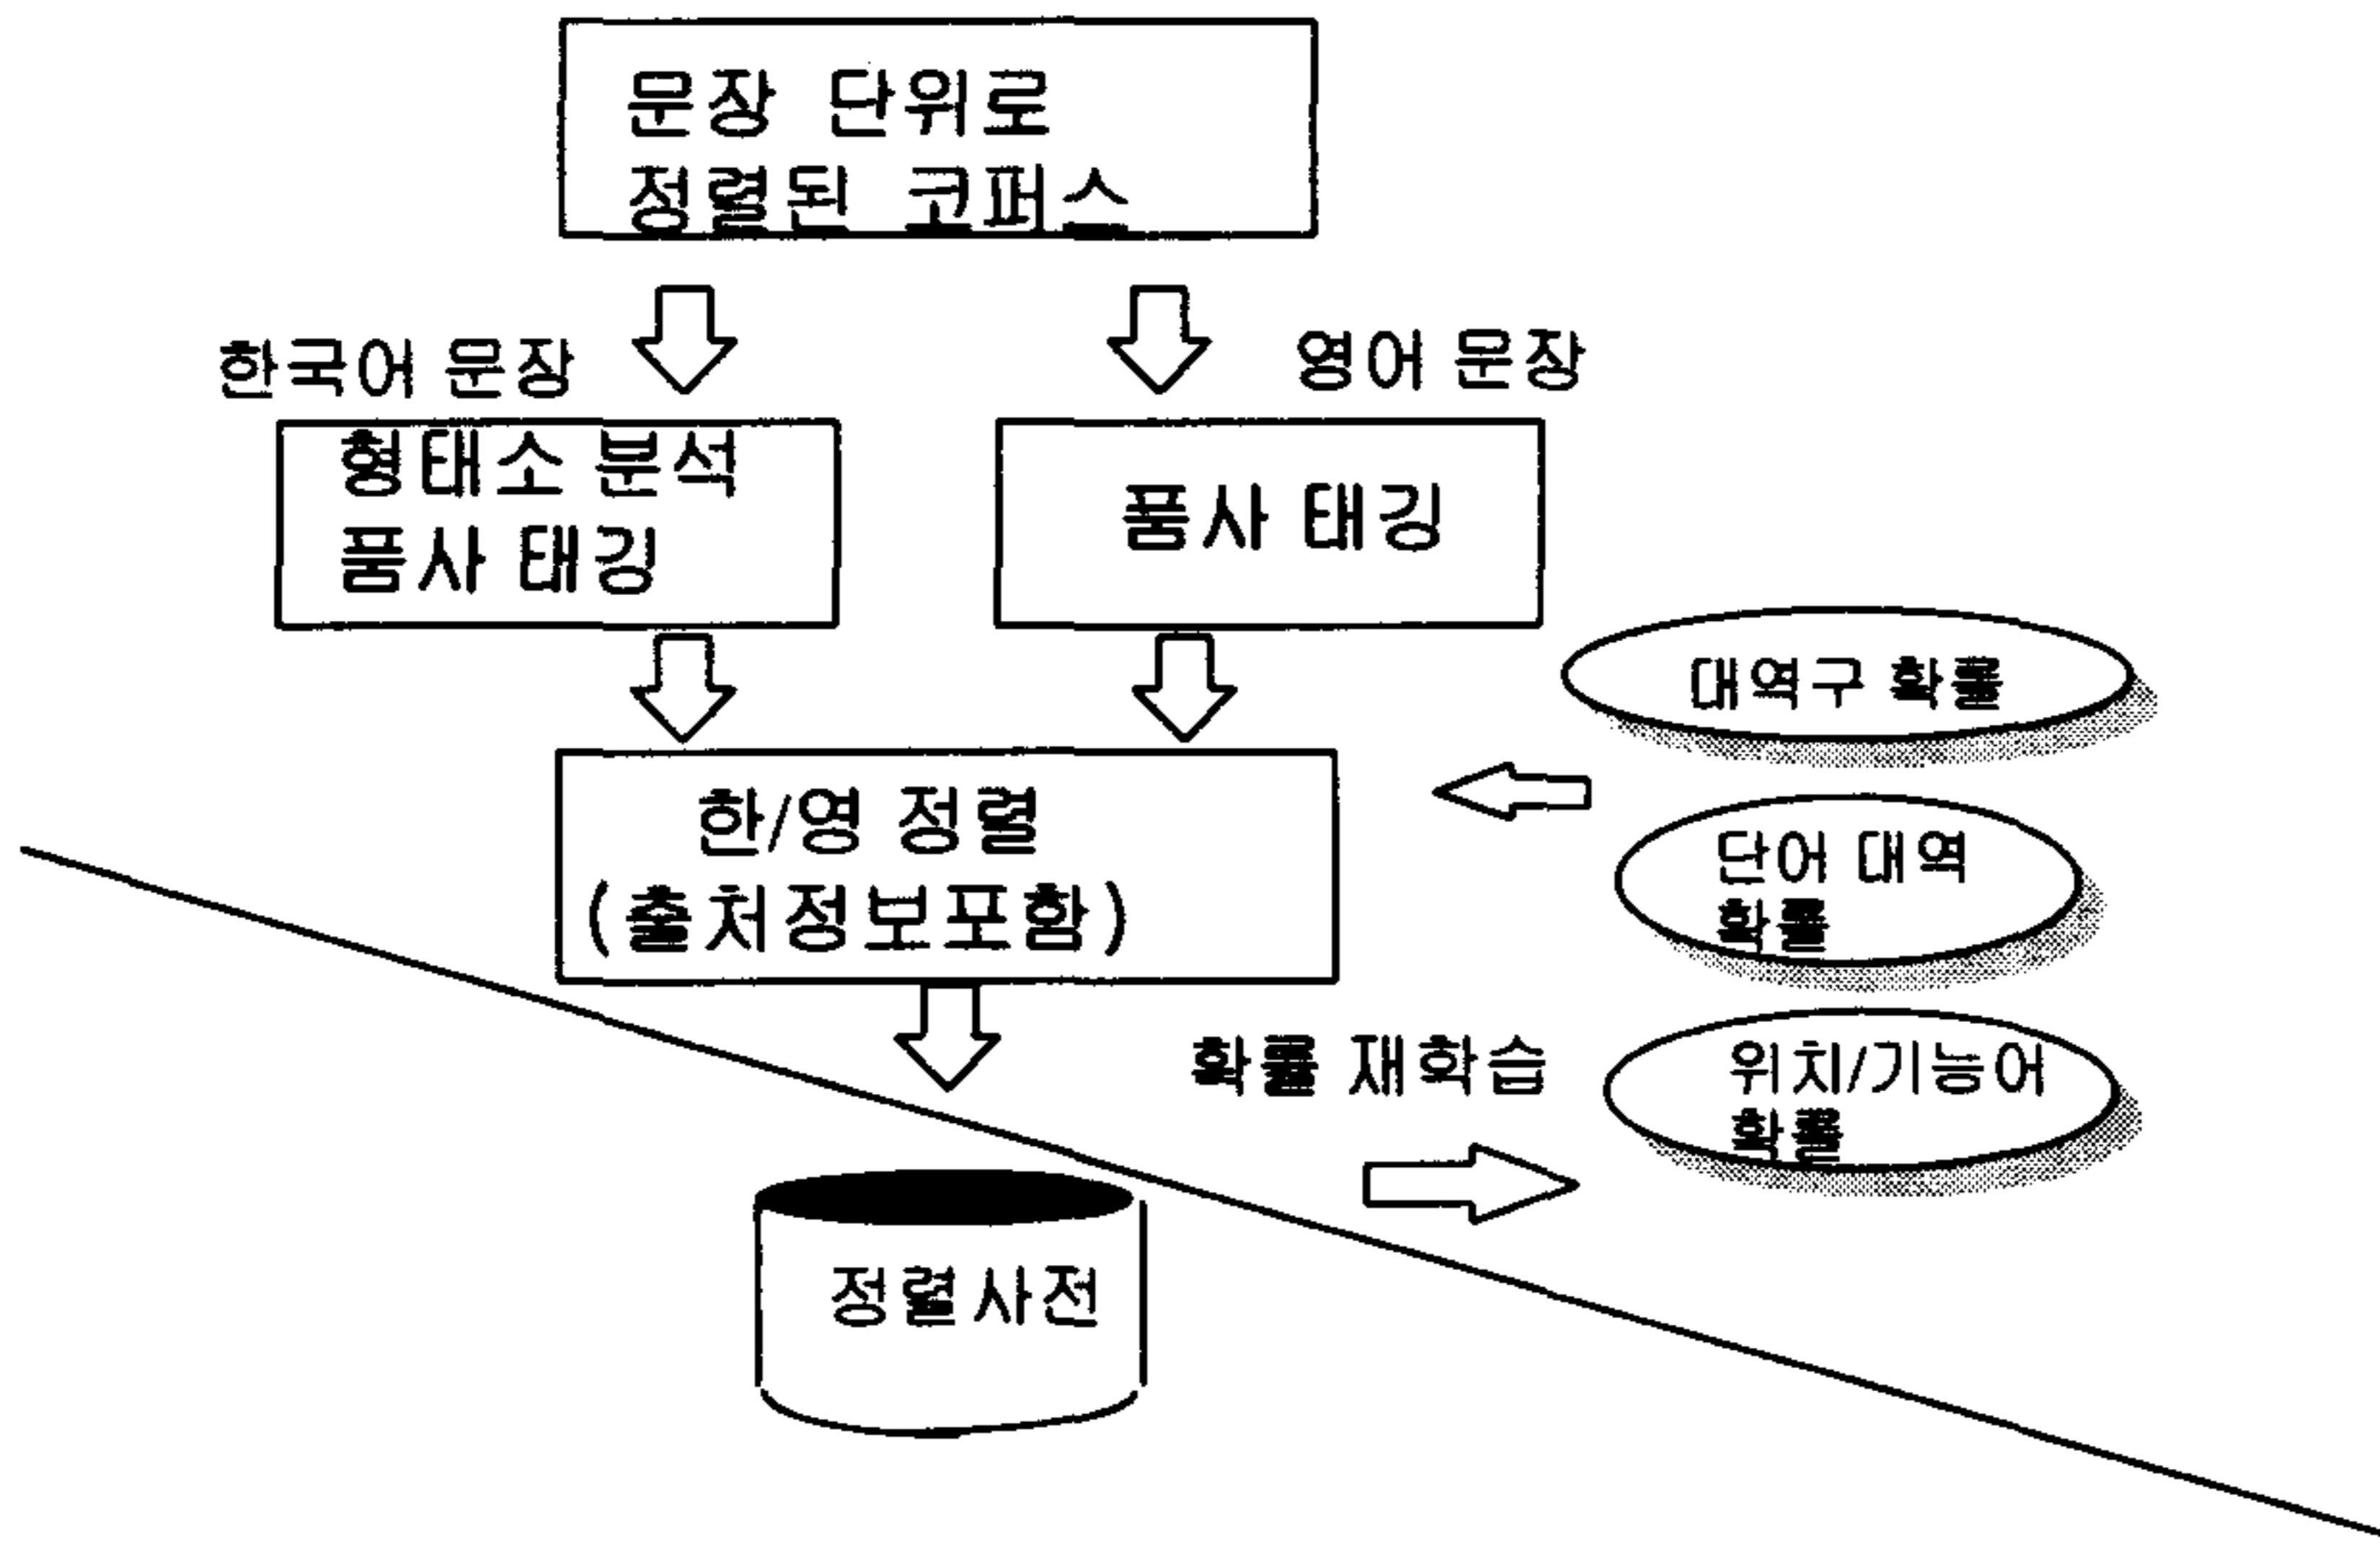 문장 단위로
정렬된 코퍼스
한국어 문장
영어 문장
형태소 분석
품사 태깅
품사 태깅
대역구 확률
한/영 정렬
(출처정보포함)
단어 대역
확률
확률 재학습
위치/기능어
확률
정렬사전